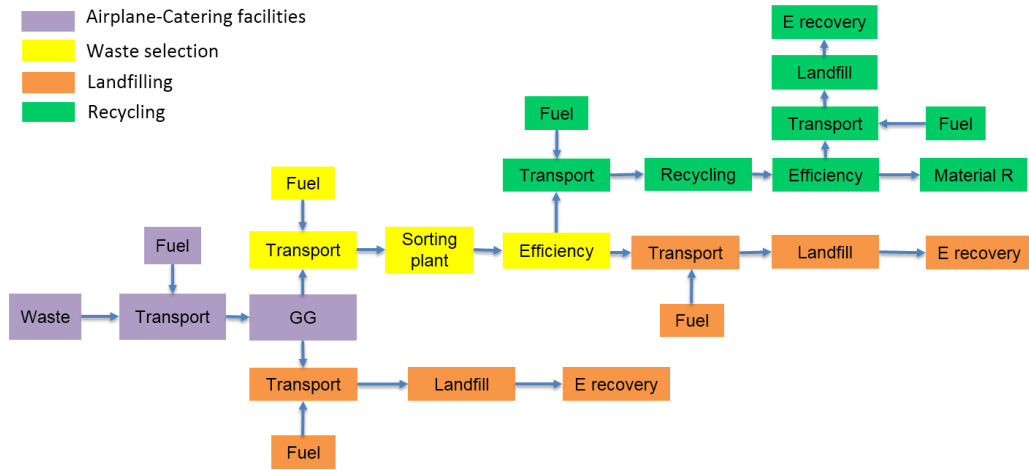 Airplane-Catering facilities
Waste selection
Landfilling
Recycling
E recovery
Landfill
Fuel
Transport
Fuel
Transport
Recycling
Efficiency
Material R
Fuel
Transport
Sorting
plant
Efficiency
Transport
Landfill
E recovery
Fuel
Waste
Transport
GG
Fuel
Transport
Landfill
E recovery
Fuel